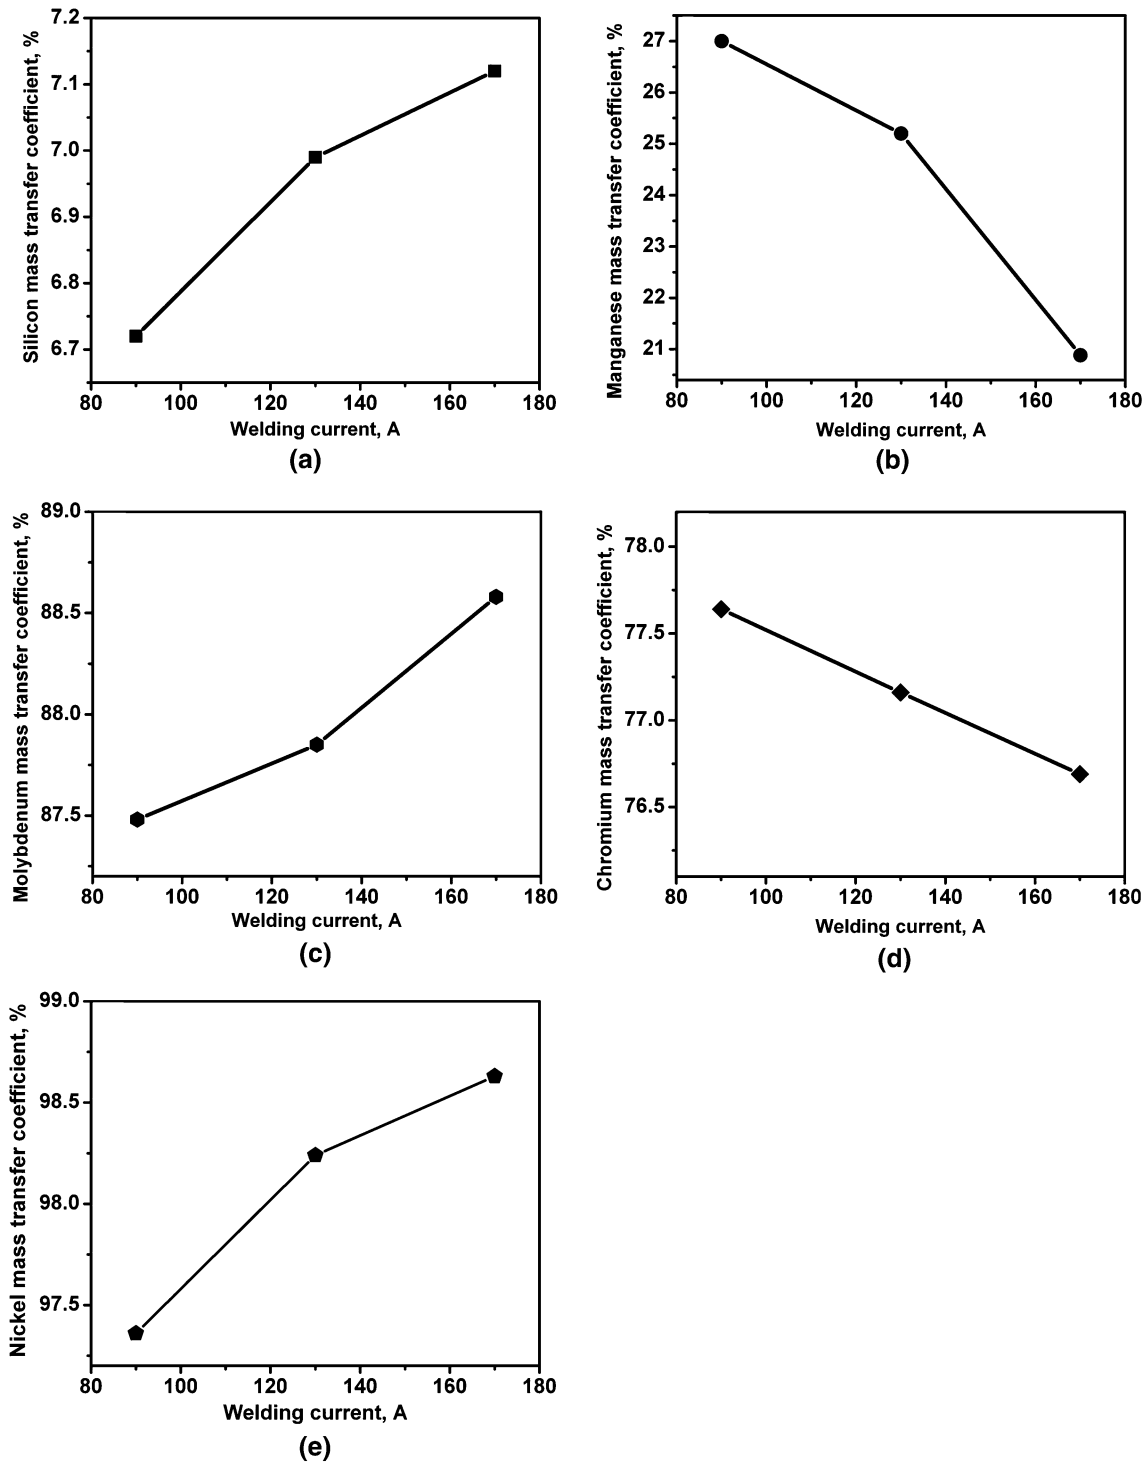 Silicon mass transfer coefficient, %
7.2
7.1
7.0
6.9
6.8
6.7
80 100 120 140 160 180
Welding current, A
(a)
Manganese mass transfer coefficient, %
27
26
25
24
23
22
21
80 100 120 140 160 180
Welding current, A
(b)
Molybdenum mass transfer coefficient, %
89.0
88.5
88.0
87.5
80 100 120 140 160 180
Welding current, A
(c)
Chromium mass transfer coefficient, %
78.0
77.5
77.0
76.5
80 100 120 140 160 180
Welding current, A
(d)
Nickel mass transfer coefficient, %
99.0
98.5
98.0
97.5
80 100 120 140 160 180
Welding current, A
(e)